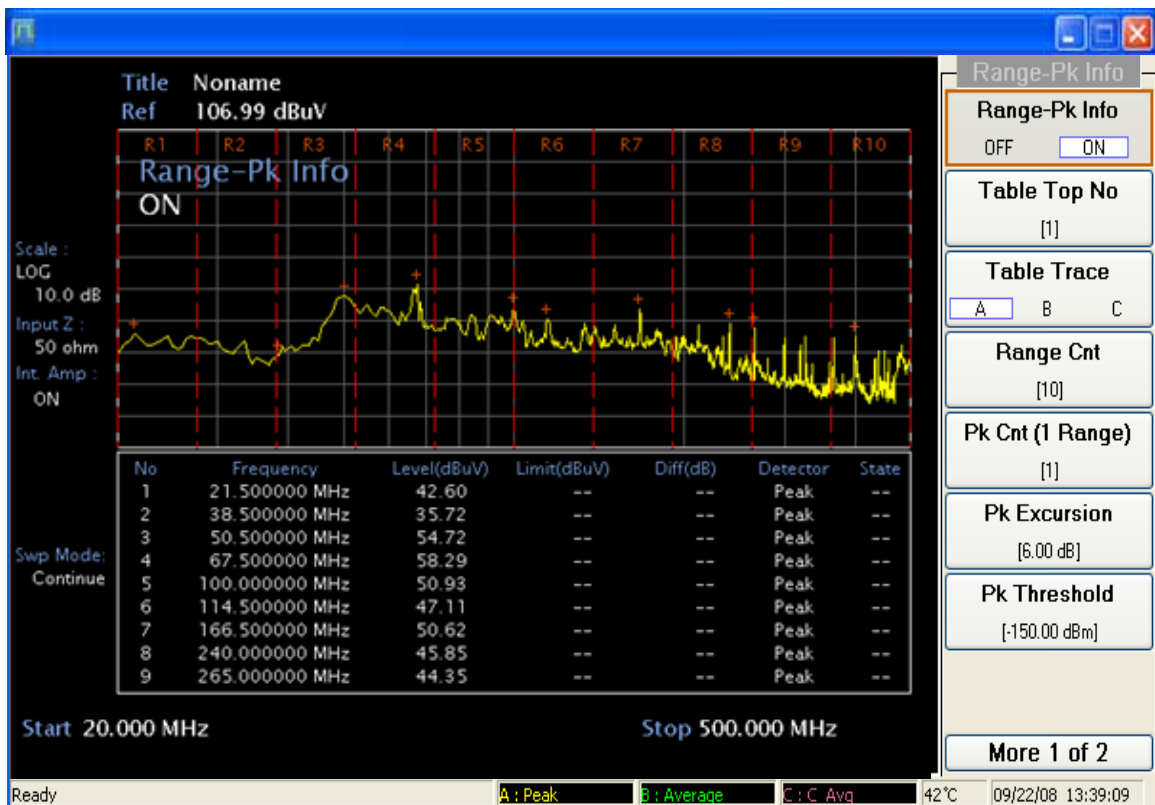 Title Noname
Ref 106.99 dBuV
R1 R2 R3 R4 R5 R6 R7 R8 R9 R10
Range-Pk Info
ON
Scale :
LOG
10.0 dB
Input Z :
50 ohm
Int. Amp :
ON
No Frequency Level(dBuV) Limit(dBuV) Diff(dB) Detector State
1 21.500000 MHz 42.60 -- -- Peak --
2 38.500000 MHz 35.72 -- -- Peak --
3 50.500000 MHz 54.72 -- -- Peak --
4 67.500000 MHz 58.29 -- -- Peak --
5 100.000000 MHz 50.93 -- -- Peak --
6 114.500000 MHz 47.11 -- -- Peak --
7 166.500000 MHz 50.62 -- -- Peak --
8 240.000000 MHz 45.85 -- -- Peak --
9 265.000000 MHz 44.35 -- -- Peak --
Swp Mode:
Continue
Start 20.000 MHz Stop 500.000 MHz
Range-Pk Info
Range-Pk Info
OFF ON
Table Top No
[1]
Table Trace
A B C
Range Cnt
[10]
Pk Cnt (1 Range)
[1]
Pk Excursion
[6.00 dB]
Pk Threshold
[-150.00 dBm]
More 1 of 2
Ready A : Peak B : Average C : C Avg 42°C 09/22/08 13:39:09